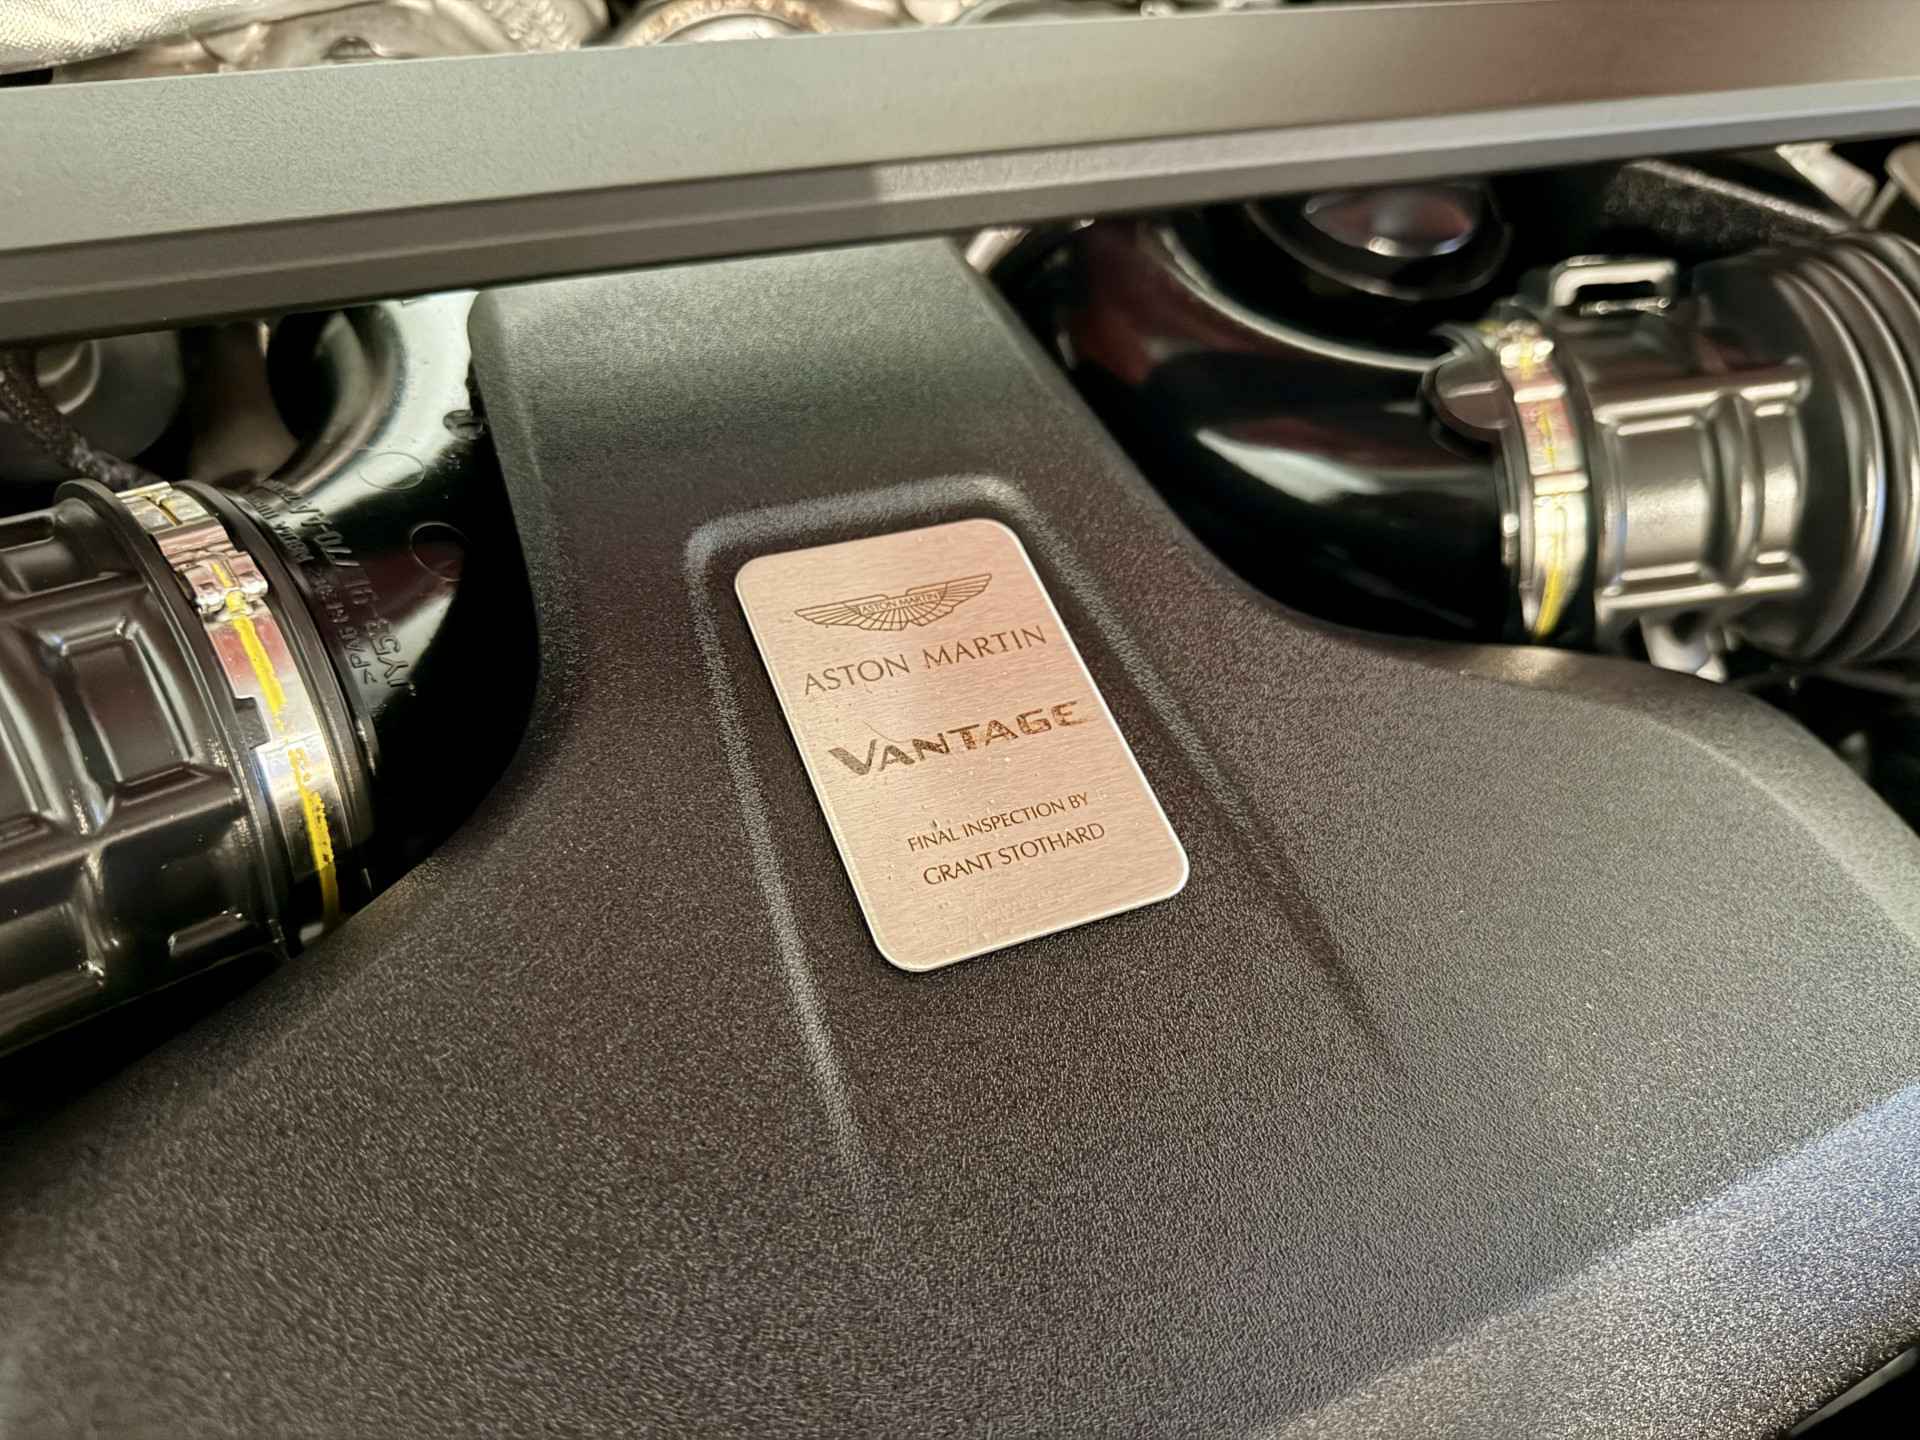 ASTON MARTIN
ASTON MARTIN
VANTAGE
FINAL INSPECTION BY
GRANT STOTHARD